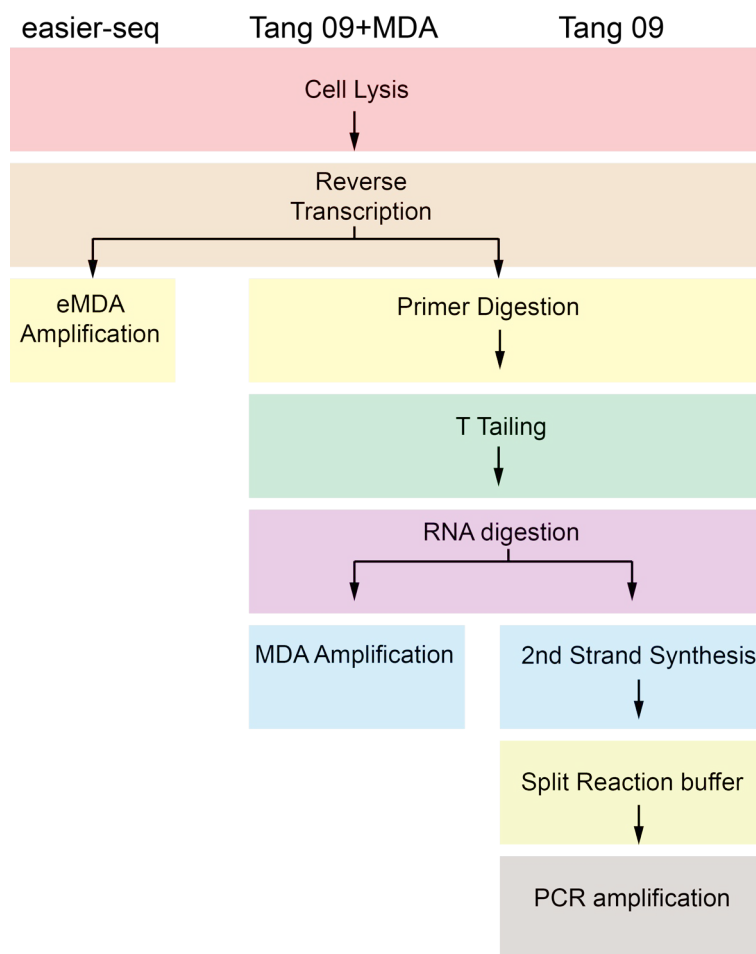 easier-seq
Tang 09+MDA
Tang 09
Cell Lysis
Reverse
Transcription
eMDA
Amplification
Primer Digestion
T Tailing
RNA digestion
MDA Amplification
2nd Strand Synthesis
Split Reaction buffer
PCR amplification